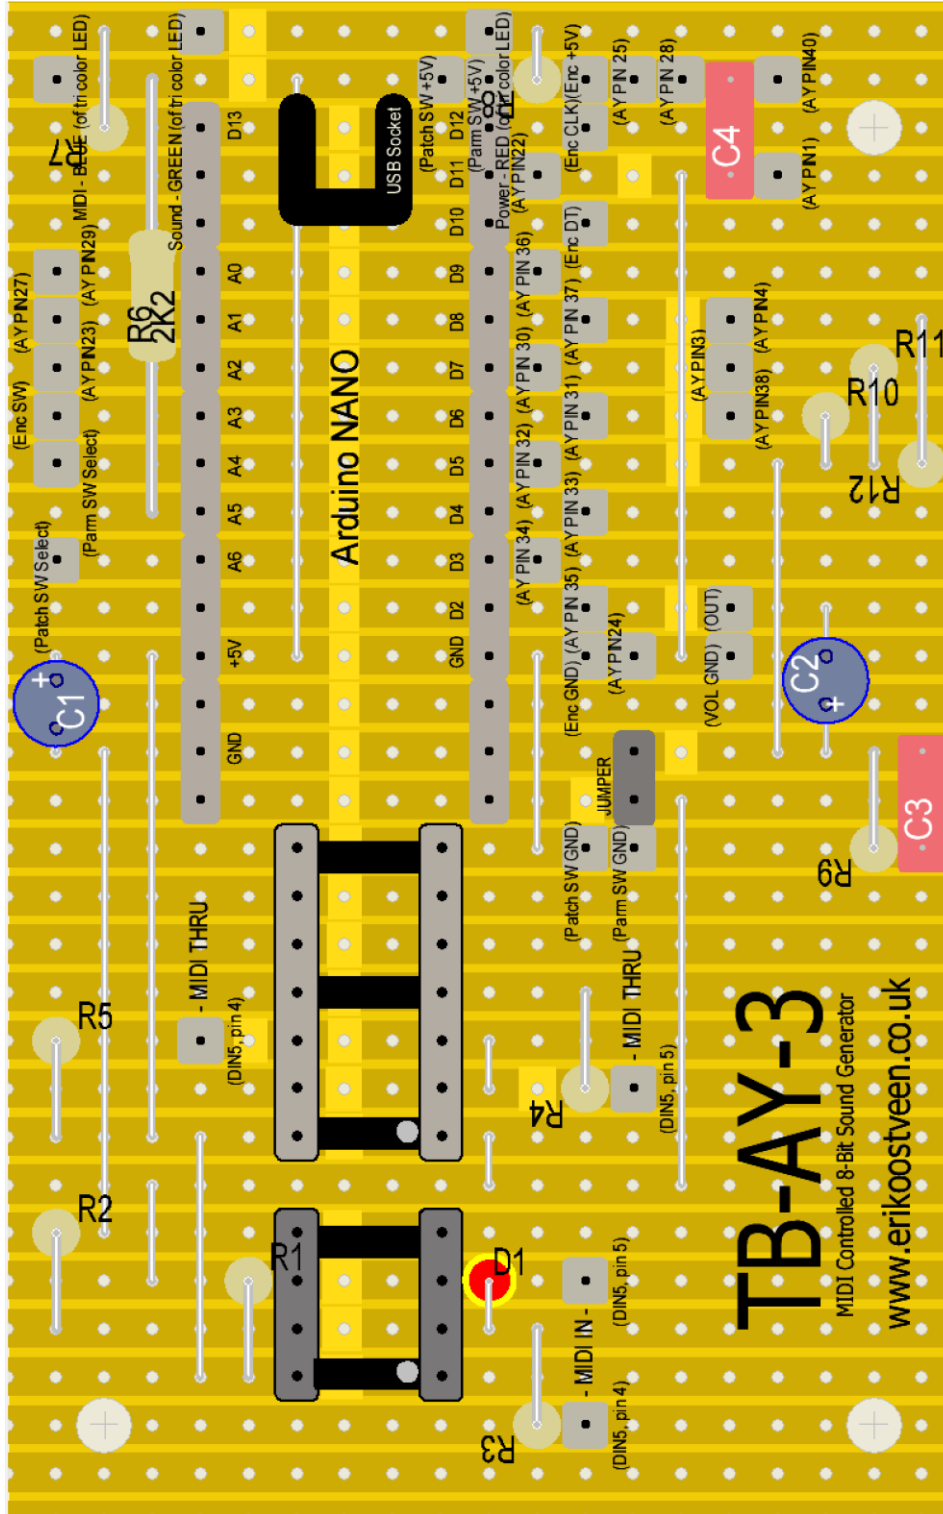 MIDI - BLUE (of tri color LED)
Sound - GREEN (of tri color LED)
R7
D13
USB Socket
(Patch SW +5V)
(Parm SW +5V)
Power - RED (of tri color LED)
R8
D12
D11
D10
(AY PIN22)
(Enc CLK)
(Enc +5V)
(AY PIN 25)
(AY PIN 28)
C4
(AY PIN40)
(AY PIN1)
(Enc DT)
(AY PIN27)
(AY PIN29)
(AY PIN23)
(Enc SW)
(Parm SW Select)
(Patch SW Select)
R6
2K2
A0
A1
A2
A3
A4
A5
A6
+5V
GND
Arduino NANO
D9
D8
D7
D6
D5
D4
D3
D2
GND
(AY PIN 36)
(AY PIN 37)
(AY PIN 30)
(AY PIN 31)
(AY PIN 32)
(AY PIN 33)
(AY PIN 34)
(AY PIN 35)
(Enc GND)
(AY PIN24)
(AY PIN3)
(AY PIN4)
(AY PIN38)
R11
R10
R12
(OUT)
(VOL GND)
C1
+
C2
+
JUMPER
(Patch SW GND)
(Parm SW GND)
R9
C3
- MIDI THRU
(DIN5, pin 4)
R5
R4
- MIDI THRU
(DIN5, pin 5)
R2
R1
D1
(DIN5, pin 5)
- MIDI IN -
(DIN5, pin 4)
R3
TB-AY-3
MIDI Controlled 8-Bit Sound Generator
www.erikoostveen.co.uk